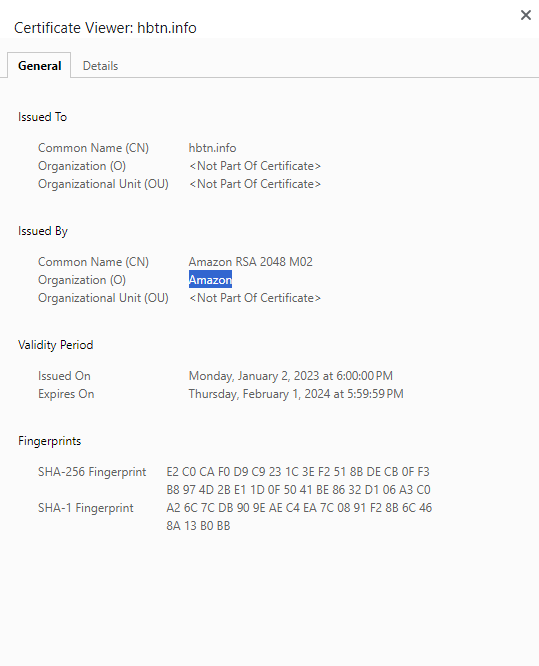 Certificate Viewer: hbtn.info
General Details
Issued To
Common Name (CN) hbtn.info
Organization (O) <Not Part Of Certificate>
Organizational Unit (OU) <Not Part Of Certificate>
Issued By
Common Name (CN) Amazon RSA 2048 M02
Organization (O) Amazon
Organizational Unit (OU) <Not Part Of Certificate>
Validity Period
Issued On Monday, January 2, 2023 at 6:00:00 PM
Expires On Thursday, February 1, 2024 at 5:59:59 PM
Fingerprints
SHA-256 Fingerprint E2 C0 CA F0 D9 C9 23 1C 3E F2 51 8B DE CB 0F F3
B8 97 4D 2B E1 1D 0F 50 41 BE 86 32 D1 06 A3 C0
SHA-1 Fingerprint A2 6C 7C DB 90 9E AE C4 EA 7C 08 91 F2 8B 6C 46
8A 13 B0 BB